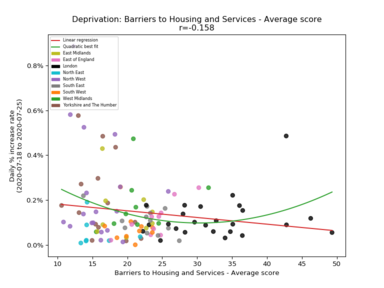 Deprivation: Barriers to Housing and Services - Average score
r=-0.158
Linear regression
Quadratic best fit
East Midlands
East of England
London
North East
North West
South East
South West
West Midlands
Yorkshire and The Humber
Daily % increase rate
(2020-07-18 to 2020-07-25)
0.8%
0.6%
0.4%
0.2%
0.0%
10 15 20 25 30 35 40 45 50
Barriers to Housing and Services - Average score